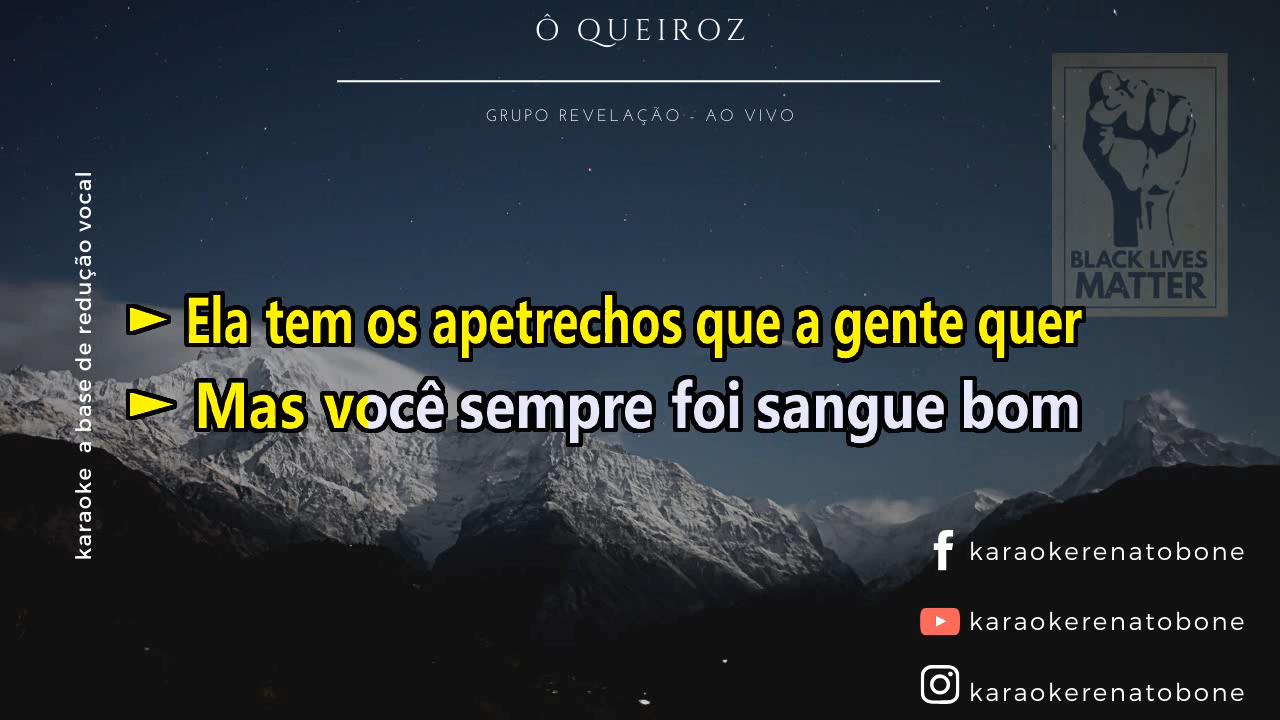 Ô QUEIROZ
GRUPO REVELAÇÃO - AO VIVO
BLACK LIVES
MATTER
karaoke a base de redução vocal
► Ela tem os apetrechos que a gente quer
► Mas você sempre foi sangue bom
karaokerenatobone
karaokerenatobone
karaokerenatobone